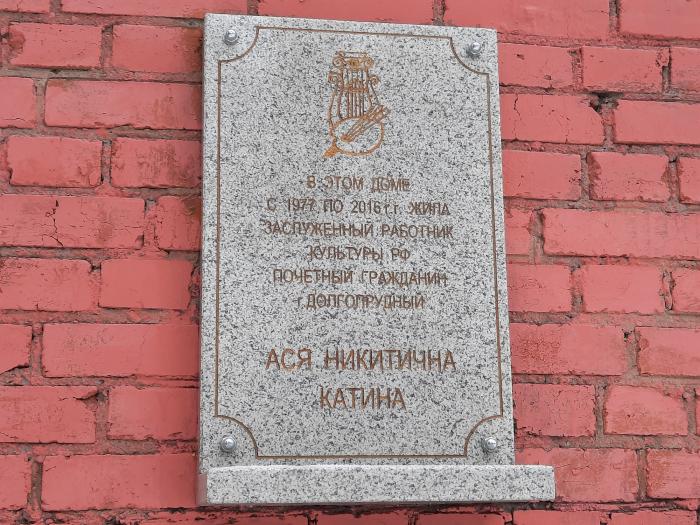 В ЭТОМ ДОМЕ
С 1977 ПО 2016 г.г. ЖИЛА
ЗАСЛУЖЕННЫЙ РАБОТНИК
КУЛЬТУРЫ РФ
ПОЧЕТНЫЙ ГРАЖДАНИН
г.ДОЛГОПРУДНЫЙ
АСЯ НИКИТИЧНА
КАТИНА